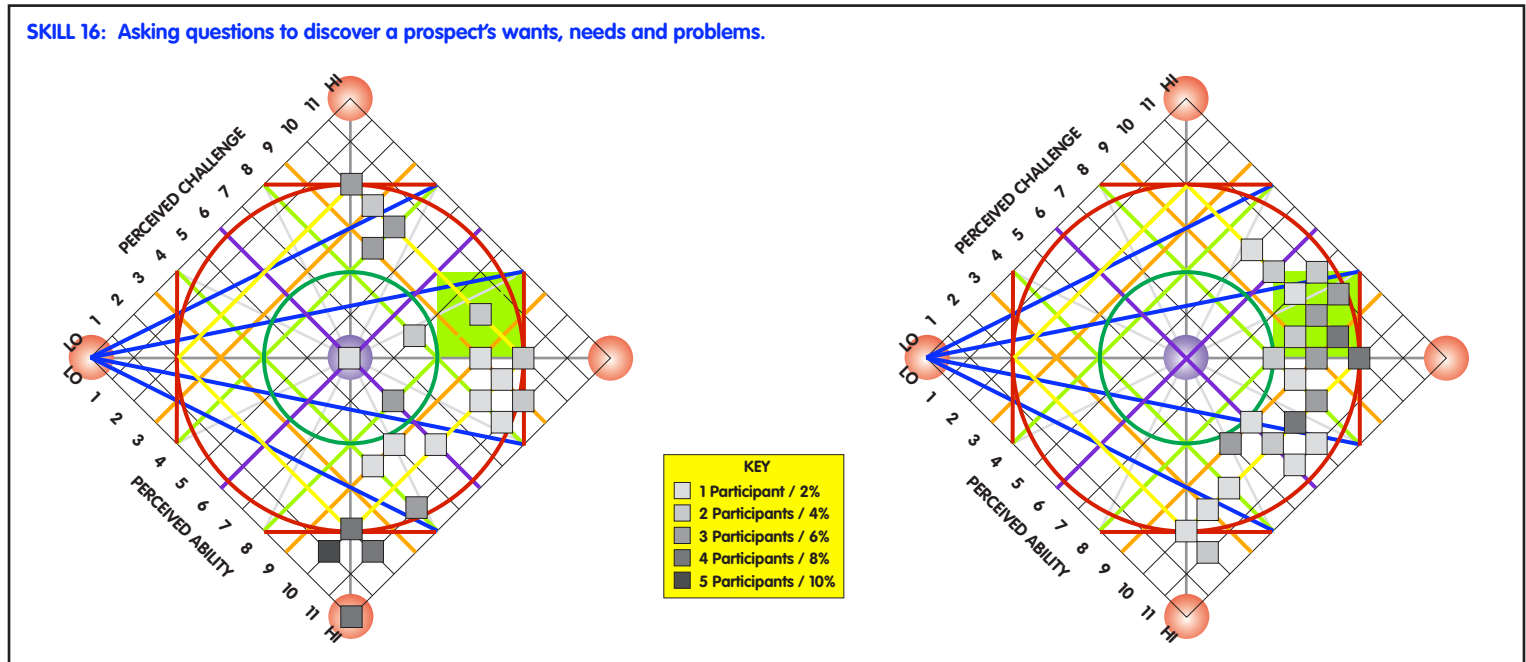 SKILL 16: Asking questions to discover a prospect's wants, needs and problems.
PERCEIVED CHALLENGE
LO 1 2 3 4 5 6 7 8 9 10 11 HI
PERCEIVED ABILITY
LO 1 2 3 4 5 6 7 8 9 10 11 HI
KEY
1 Participant / 2%
2 Participants / 4%
3 Participants / 6%
4 Participants / 8%
5 Participants / 10%
PERCEIVED CHALLENGE
LO 1 2 3 4 5 6 7 8 9 10 11 HI
PERCEIVED ABILITY
LO 1 2 3 4 5 6 7 8 9 10 11 HI